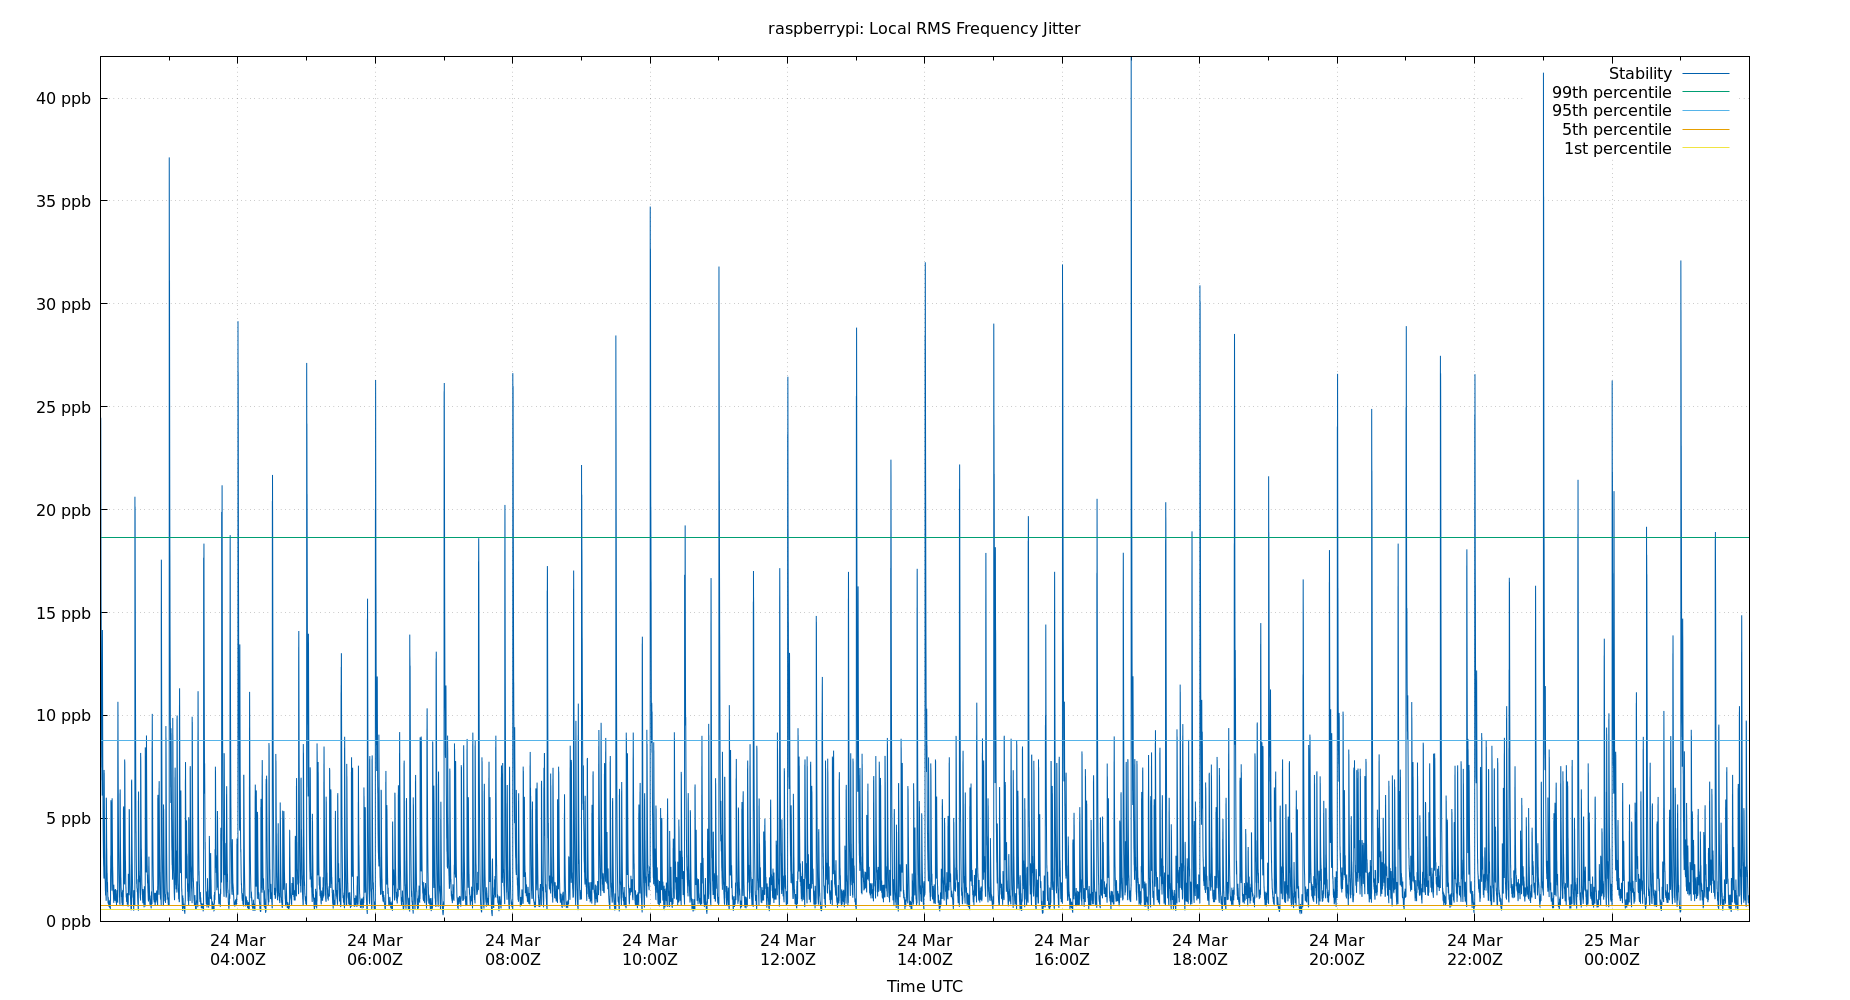 raspberrypi: Local RMS Frequency Jitter
Stability
99th percentile
95th percentile
5th percentile
1st percentile
40 ppb
35 ppb
30 ppb
25 ppb
20 ppb
15 ppb
10 ppb
5 ppb
0 ppb
24 Mar 24 Mar 24 Mar 24 Mar 24 Mar 24 Mar 24 Mar 24 Mar 24 Mar 24 Mar 25 Mar
04:00Z 06:00Z 08:00Z 10:00Z 12:00Z 14:00Z 16:00Z 18:00Z 20:00Z 22:00Z 00:00Z
Time UTC